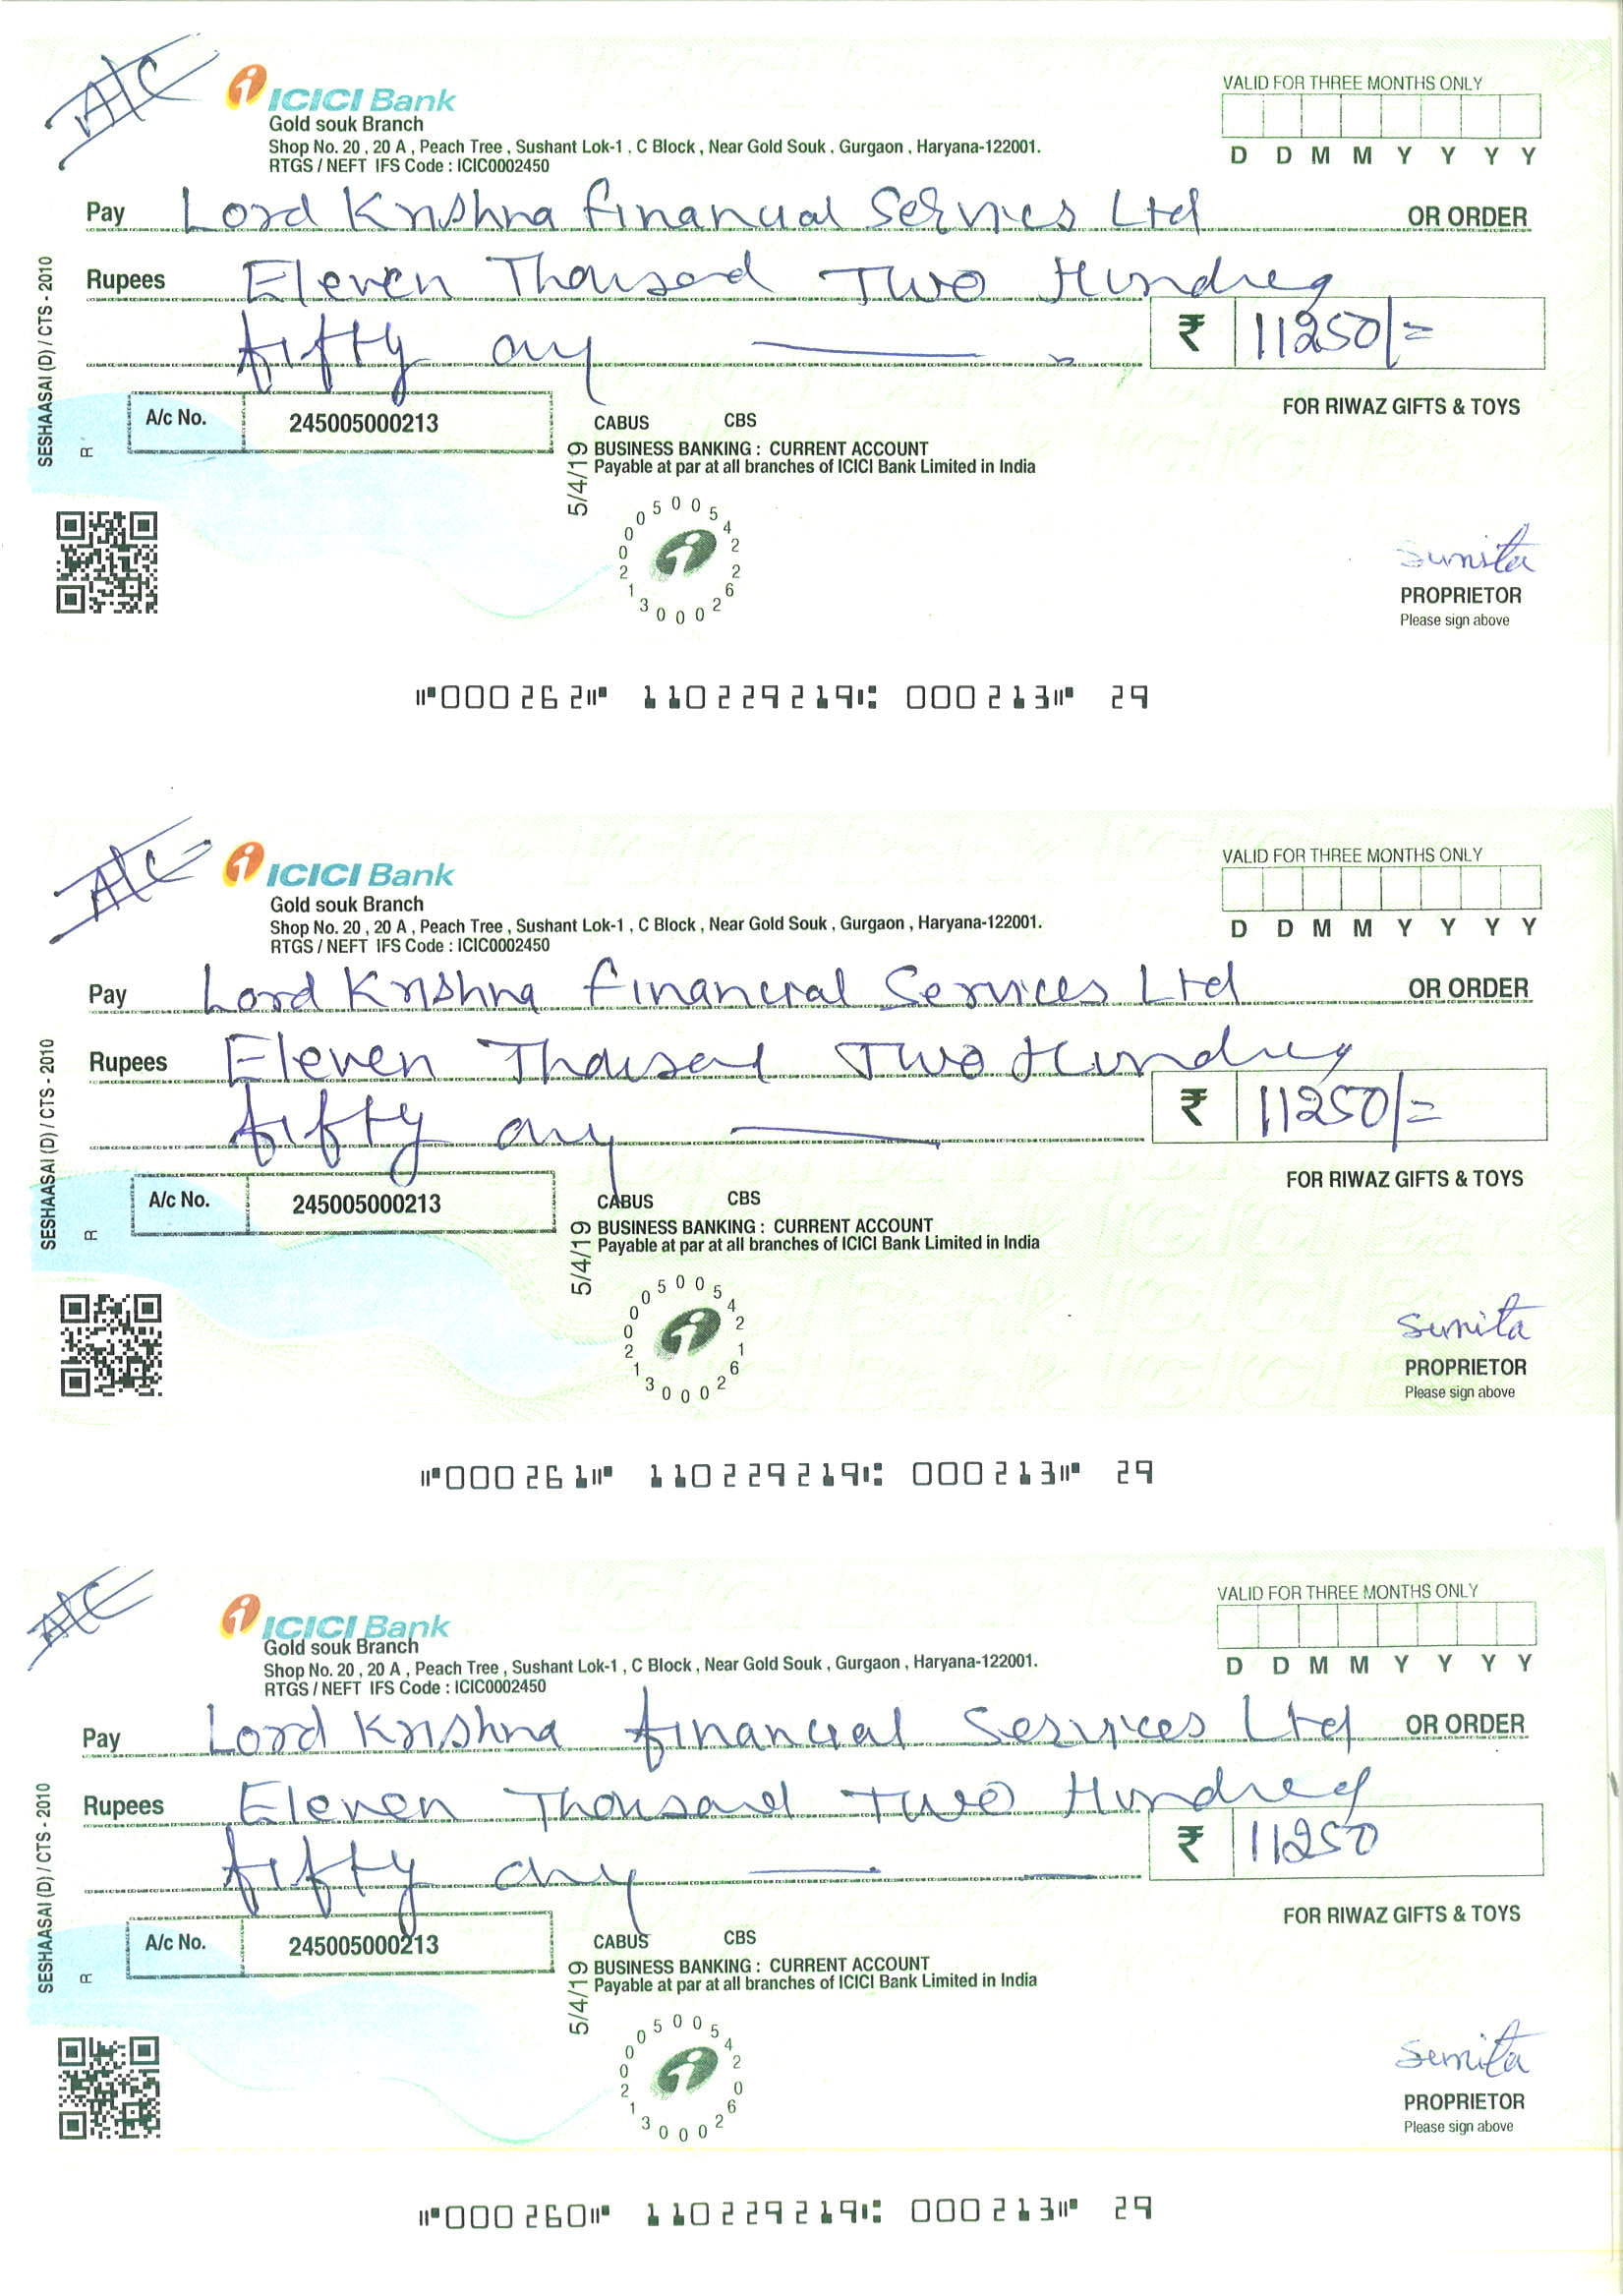 A/C
ICICI Bank
Gold souk Branch
Shop No. 20 , 20 A , Peach Tree , Sushant Lok-1 , C Block , Near Gold Souk , Gurgaon , Haryana-122001.
RTGS / NEFT IFS Code : ICIC0002450
VALID FOR THREE MONTHS ONLY
D D M M Y Y Y Y
Pay Lord Krishna Financial Services Ltd OR ORDER
Rupees Eleven Thousand Two Hundred
fifty only
₹ 11250/=
A/c No. 245005000213
FOR RIWAZ GIFTS & TOYS
CABUS CBS
BUSINESS BANKING : CURRENT ACCOUNT
Payable at par at all branches of ICICI Bank Limited in India
5/4/19
SESHAASAI (D) / CTS - 2010
R
200050054226200031
Sumita
PROPRIETOR
Please sign above
⑈000262⑈ 110229219⑆ 000213⑈ 29
A/C
ICICI Bank
Gold souk Branch
Shop No. 20 , 20 A , Peach Tree , Sushant Lok-1 , C Block , Near Gold Souk , Gurgaon , Haryana-122001.
RTGS / NEFT IFS Code : ICIC0002450
VALID FOR THREE MONTHS ONLY
D D M M Y Y Y Y
Pay Lord Krishna Financial Services Ltd OR ORDER
Rupees Eleven Thousand Two Hundred
fifty only
₹ 11250/=
A/c No. 245005000213
FOR RIWAZ GIFTS & TOYS
CABUS CBS
BUSINESS BANKING : CURRENT ACCOUNT
Payable at par at all branches of ICICI Bank Limited in India
5/4/19
SESHAASAI (D) / CTS - 2010
R
200050054216200031
Sumita
PROPRIETOR
Please sign above
⑈000261⑈ 110229219⑆ 000213⑈ 29
A/C
ICICI Bank
Gold souk Branch
Shop No. 20 , 20 A , Peach Tree , Sushant Lok-1 , C Block , Near Gold Souk , Gurgaon , Haryana-122001.
RTGS / NEFT IFS Code : ICIC0002450
VALID FOR THREE MONTHS ONLY
D D M M Y Y Y Y
Pay Lord Krishna Financial Services Ltd OR ORDER
Rupees Eleven Thousand Two Hundred
fifty only
₹ 11250
A/c No. 245005000213
FOR RIWAZ GIFTS & TOYS
CABUS CBS
BUSINESS BANKING : CURRENT ACCOUNT
Payable at par at all branches of ICICI Bank Limited in India
5/4/19
SESHAASAI (D) / CTS - 2010
R
200050054206200031
Sumita
PROPRIETOR
Please sign above
⑈000260⑈ 110229219⑆ 000213⑈ 29